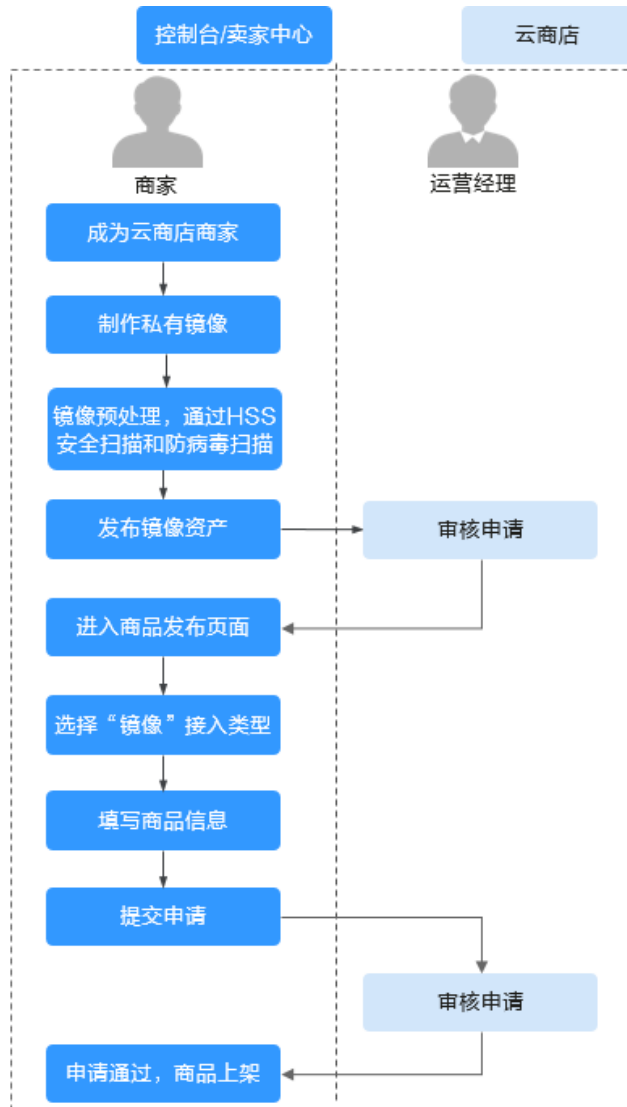 控制台/卖家中心
云商店
商家
运营经理
成为云商店商家
制作私有镜像
镜像预处理，通过HSS
安全扫描和防病毒扫描
发布镜像资产
审核申请
进入商品发布页面
选择“镜像”接入类型
填写商品信息
提交申请
审核申请
申请通过，商品上架